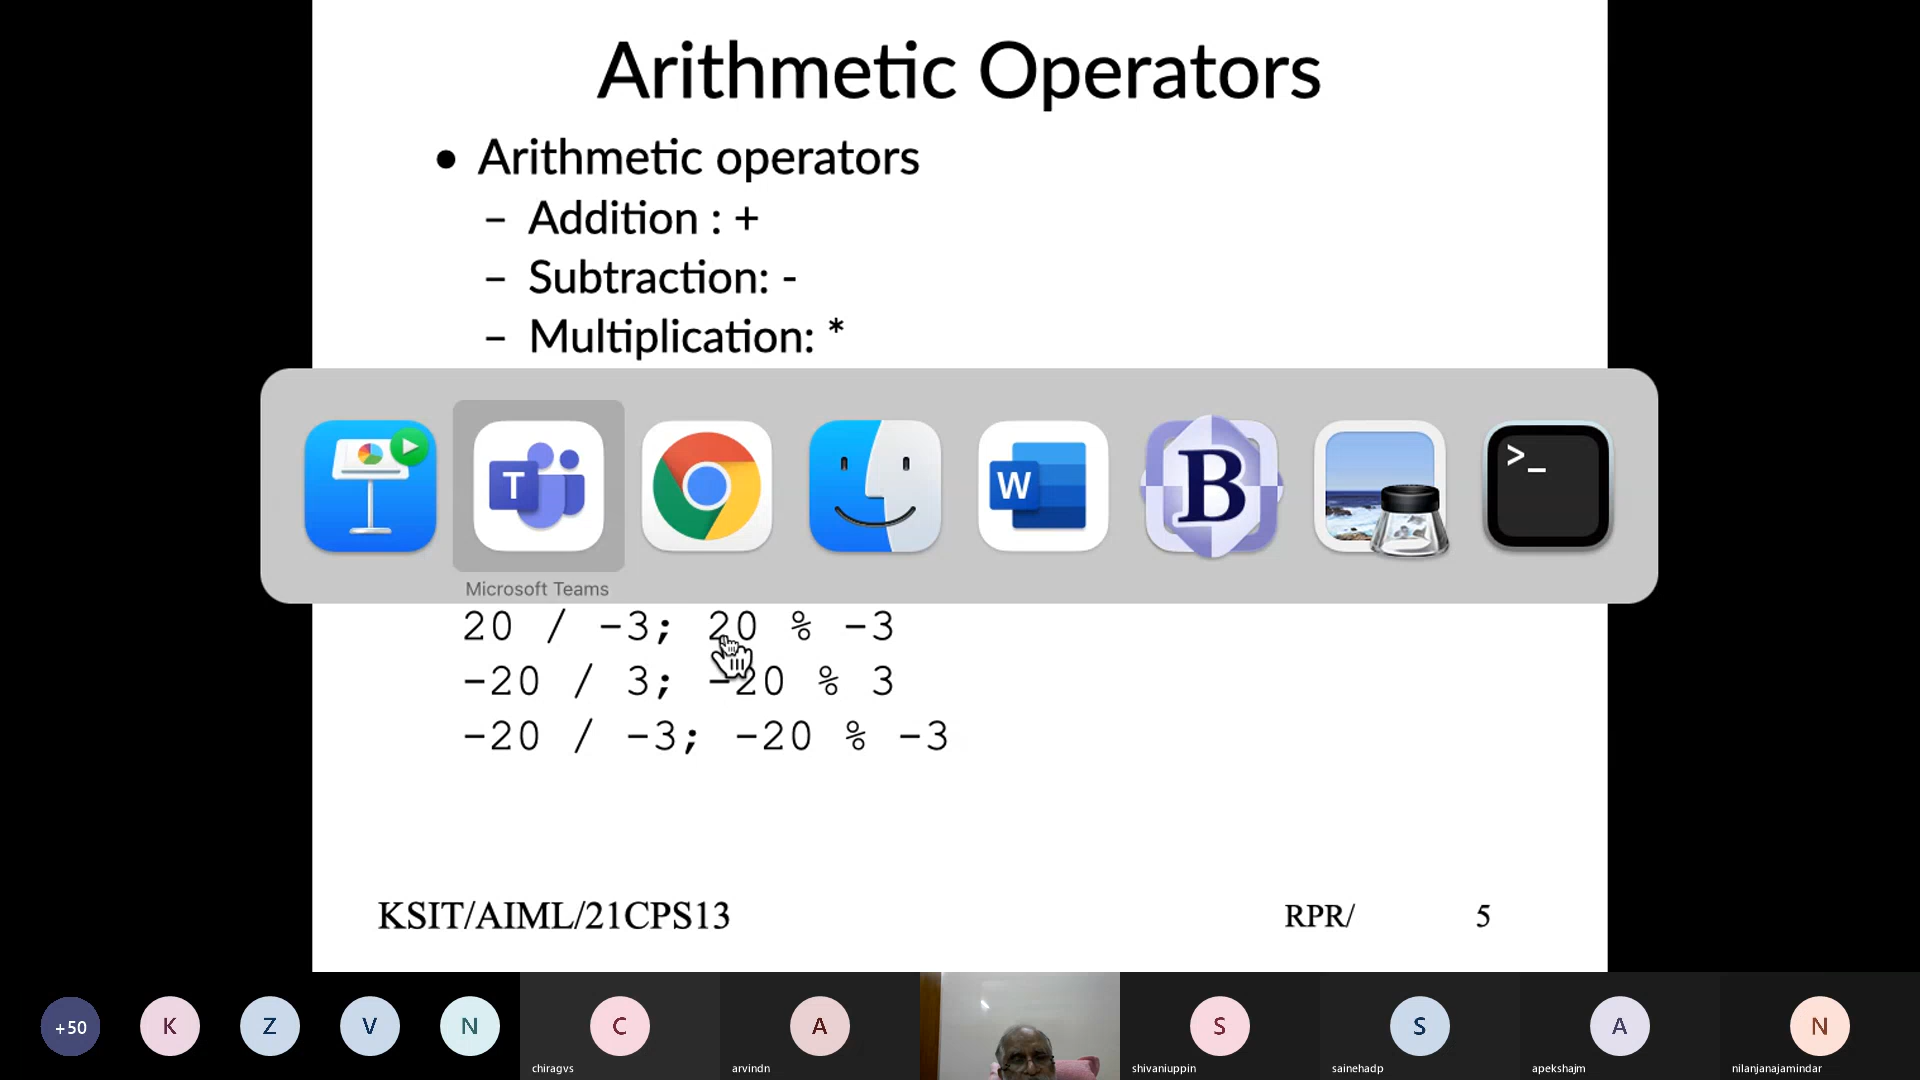 Arithmetic Operators
• Arithmetic operators
– Addition : +
– Subtraction: -
– Multiplication: *
T
W
B
>_
Microsoft Teams
20 / -3; 20 % -3
-20 / 3; -20 % 3
-20 / -3; -20 % -3
KSIT/AIML/21CPS13
RPR/
5
+50
K
Z
V
N
C
A
S
S
A
N
chiragvs
arvindn
shivaniuppin
sainehadp
apekshajm
nilanjanajamindar